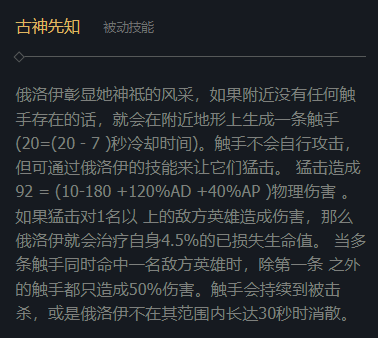 古神先知 被动技能
俄洛伊彰显她神祗的风采，如果附近没有任何触
手存在的话，就会在附近地形上生成一条触手
(20=(20 - 7 )秒冷却时间)。触手不会自行攻击，
但可通过俄洛伊的技能来让它们猛击。 猛击造成
92 = (10-180 +120%AD +40%AP )物理伤害 。
如果猛击对1名以 上的敌方英雄造成伤害，那么
俄洛伊就会治疗自身4.5%的已损失生命值。 当多
条触手同时命中一名敌方英雄时，除第一条 之外
的触手都只造成50%伤害。触手会持续到被击
杀，或是俄洛伊不在其范围内长达30秒时消散。